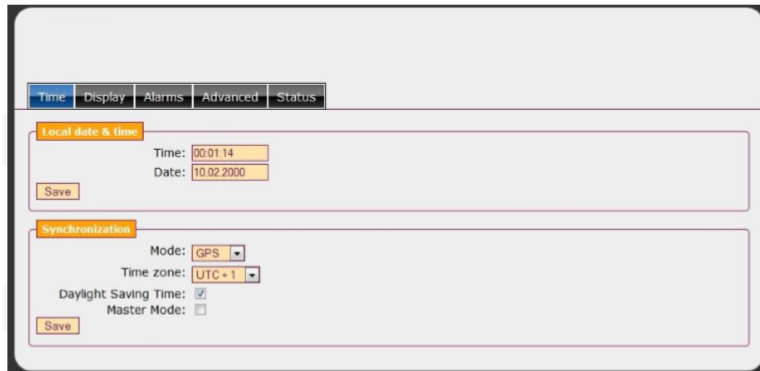 Time Display Alarms Advanced Status
Local date & time
Time: 00:01:14
Date: 10.02.2000
Save
Synchronization
Mode: GPS
Time zone: UTC + 1
Daylight Saving Time:
Master Mode:
Save